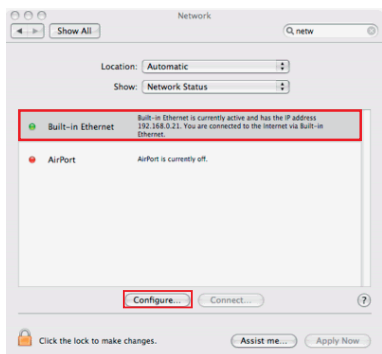 Network
Show All
netw
Location: Automatic
Show: Network Status
Built-in Ethernet
Built-in Ethernet is currently active and has the IP address
192.168.0.21. You are connected to the Internet via Built-in
Ethernet.
AirPort
AirPort is currently off.
Configure...
Connect...
?
Click the lock to make changes.
Assist me...
Apply Now